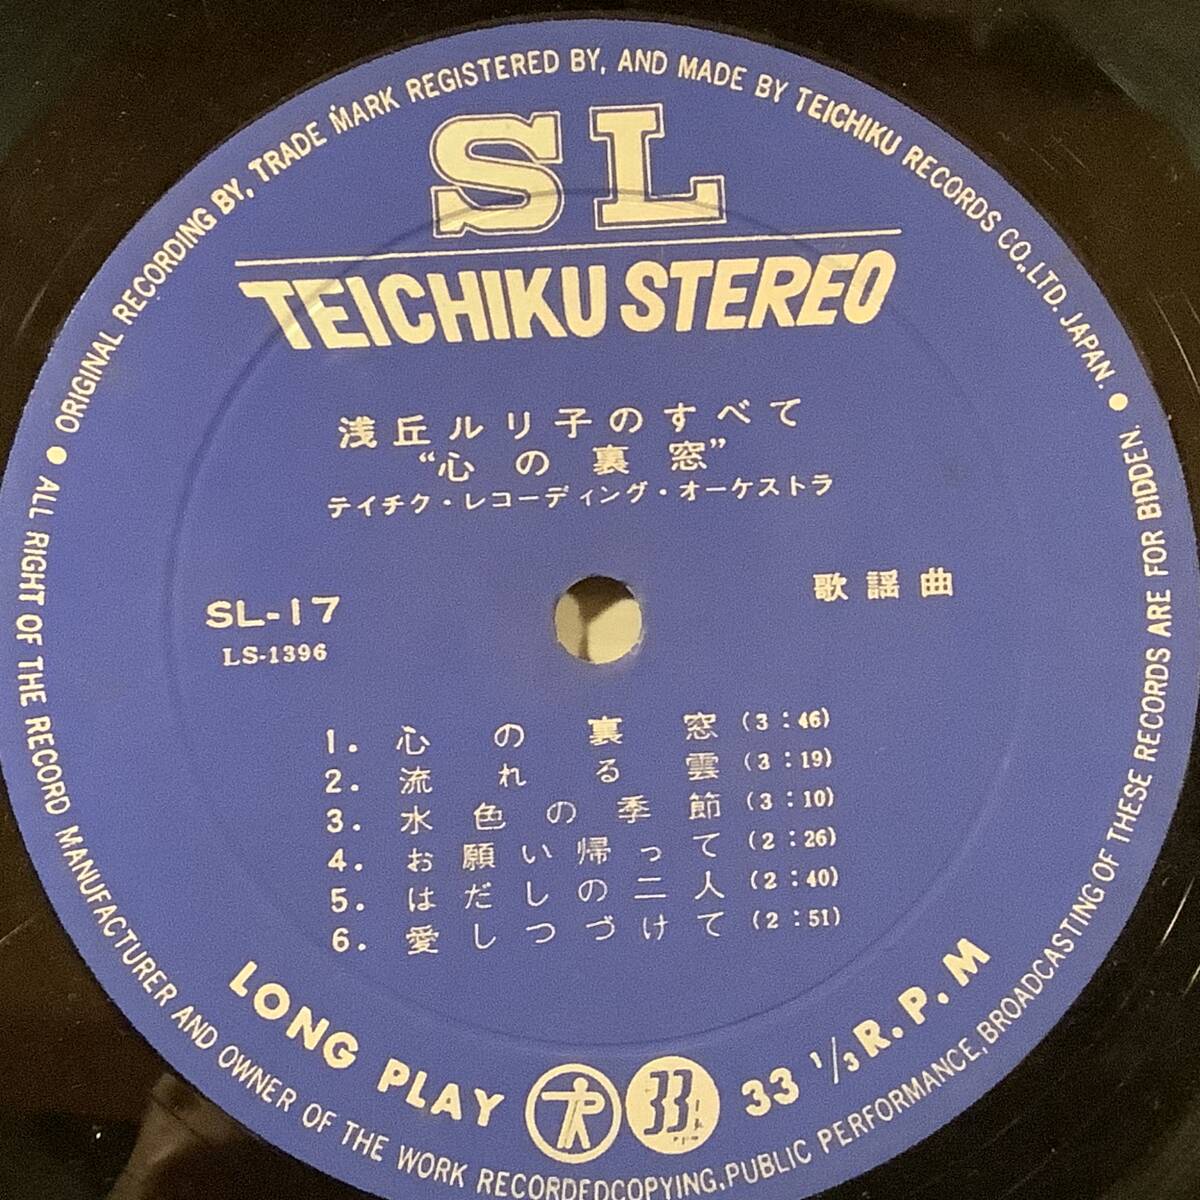 ORIGINAL RECORDING BY, TRADE MARK REGISTERED BY, AND MADE BY TEICHIKU RECORDS CO., LTD. JAPAN.
SL
TEICHIKU STEREO
浅丘ルリ子のすべて
“心の裏窓”
テイチク・レコーディング・オーケストラ
SL-17
LS-1396
歌謡曲
1. 心の裏窓 (3:46)
2. 流れる雲 (3:19)
3. 水色の季節 (3:10)
4. お願い帰って (2:26)
5. はだしの二人 (2:40)
6. 愛しつづけて (2:51)
LONG PLAY
33
33 1/3 R.P.M
ALL RIGHT OF THE RECORD MANUFACTURER AND OWNER OF THE WORK RECORDEDCOPYING, PUBLIC PERFORMANCE, BROADCASTING OF THESE RECORDS ARE FOR BIDDEN.